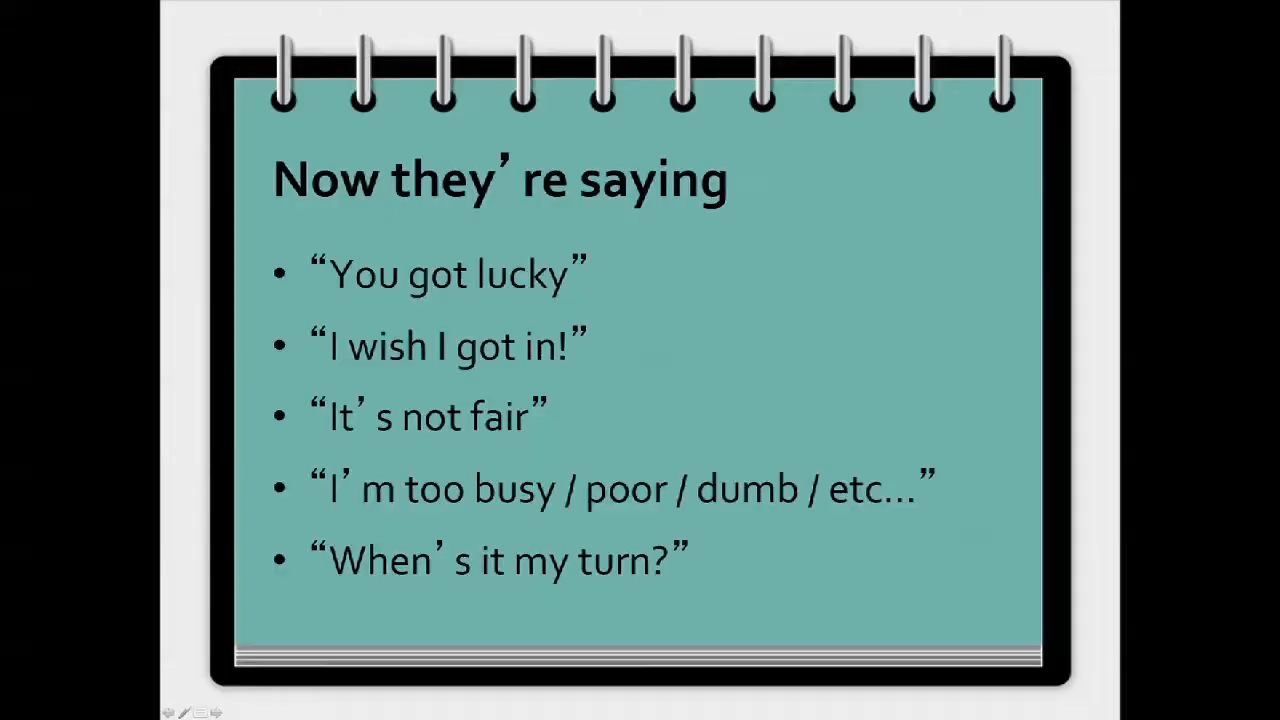 Now they’re saying
• “You got lucky”
• “I wish I got in!”
• “It’s not fair”
• “I’m too busy / poor / dumb / etc...”
• “When’s it my turn?”